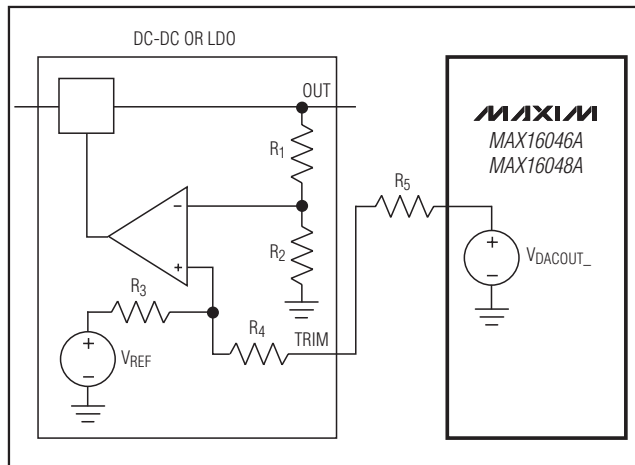 DC-DC OR LDO
OUT
R1
R2
R3
VREF
R4
TRIM
R5
MAXIM
MAX16046A
MAX16048A
VDACOUT_
−
+
+
−
+
−